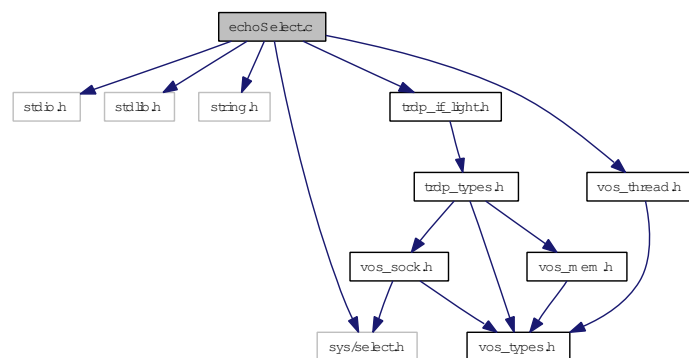 echoSelect.c
stdio.h
stdlib.h
string.h
trdp_if_light.h
trdp_types.h
vos_thread.h
vos_sock.h
vos_mem.h
sys/select.h
vos_types.h